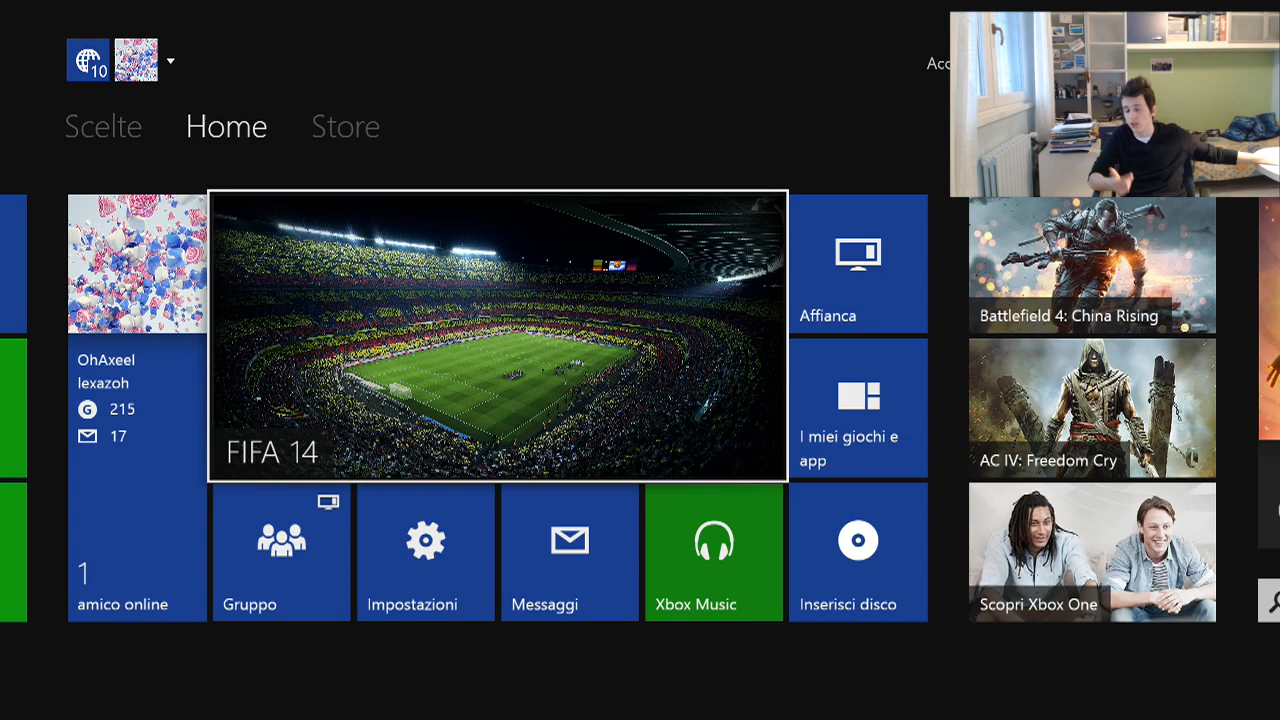 10
Acc
Scelte
Home
Store
OhAxeel
lexazoh
G 215
17
1
amico online
FIFA 14
Affianca
I miei giochi e
app
Gruppo
Impostazioni
Messaggi
Xbox Music
Inserisci disco
Battlefield 4: China Rising
AC IV: Freedom Cry
Scopri Xbox One